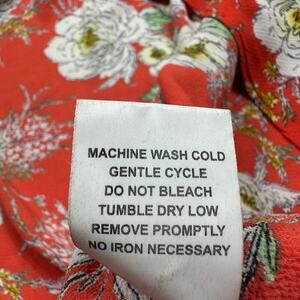 MACHINE WASH COLD
GENTLE CYCLE
DO NOT BLEACH
TUMBLE DRY LOW
REMOVE PROMPTLY
NO IRON NECESSARY